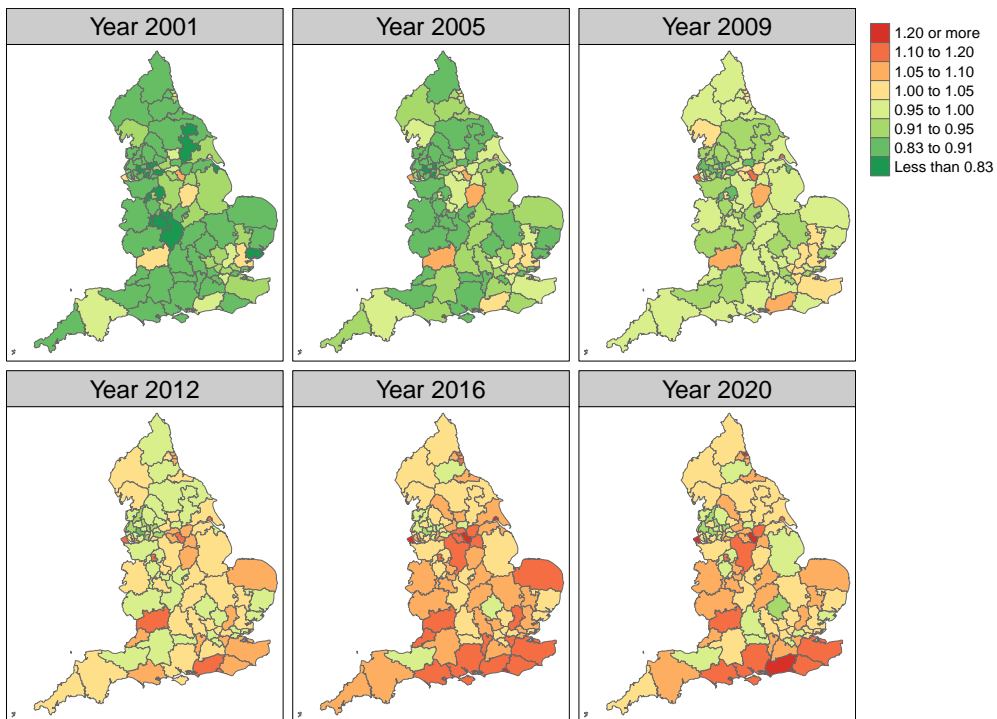 Year 2001
Year 2005
Year 2009
1.20 or more
1.10 to 1.20
1.05 to 1.10
1.00 to 1.05
0.95 to 1.00
0.91 to 0.95
0.83 to 0.91
Less than 0.83
Year 2012
Year 2016
Year 2020